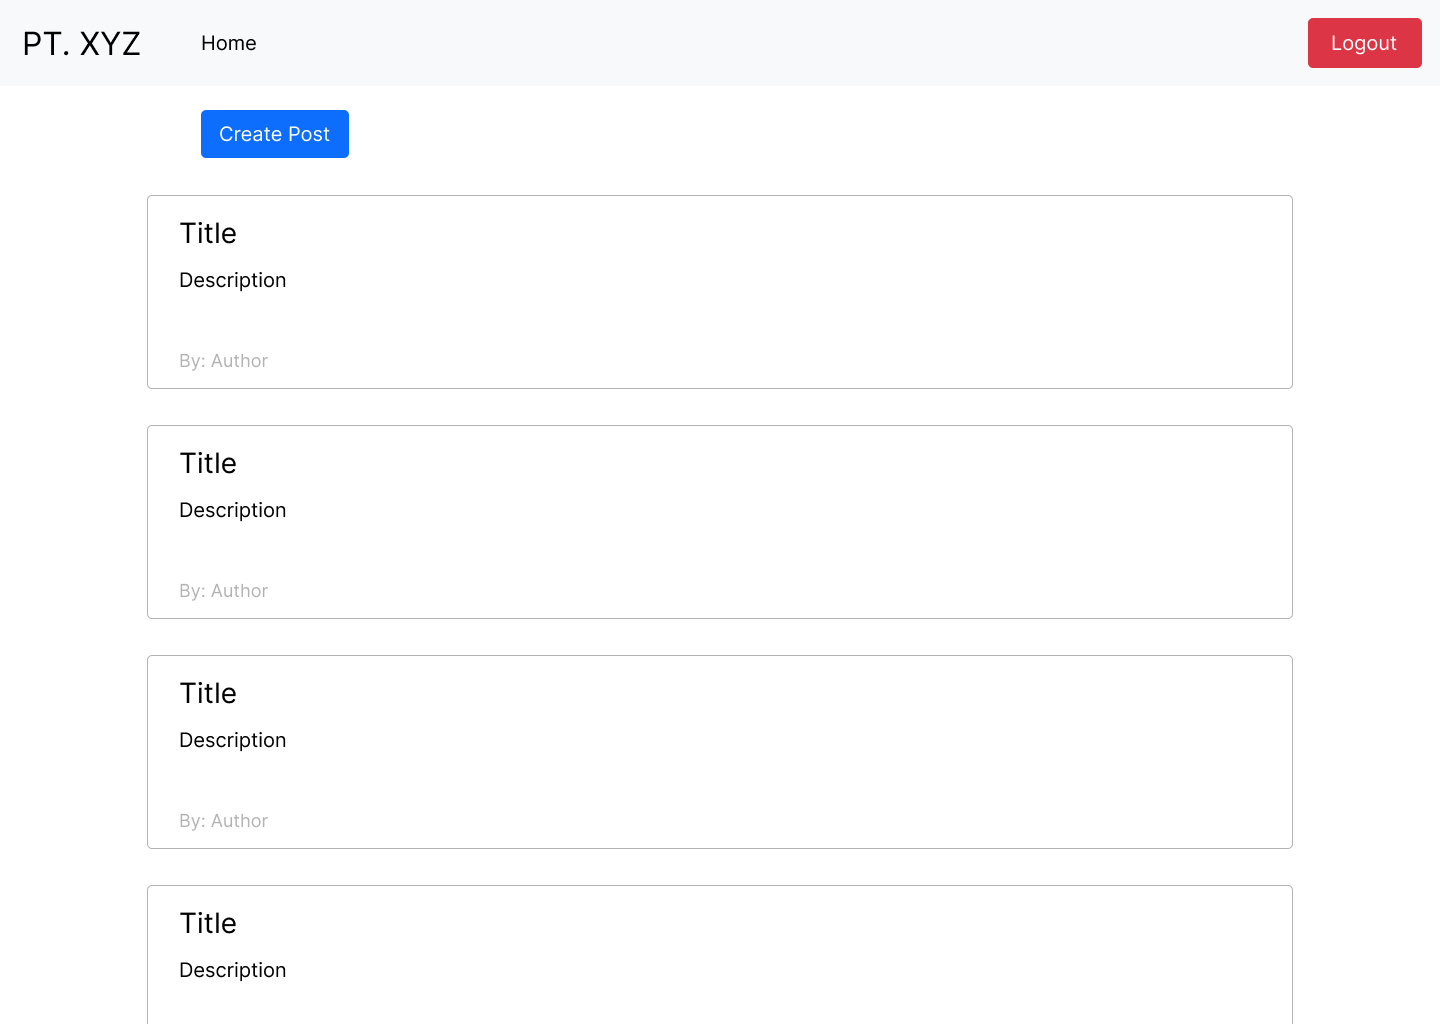 PT. XYZ Home Logout
Create Post
Title
Description
By: Author
Title
Description
By: Author
Title
Description
By: Author
Title
Description